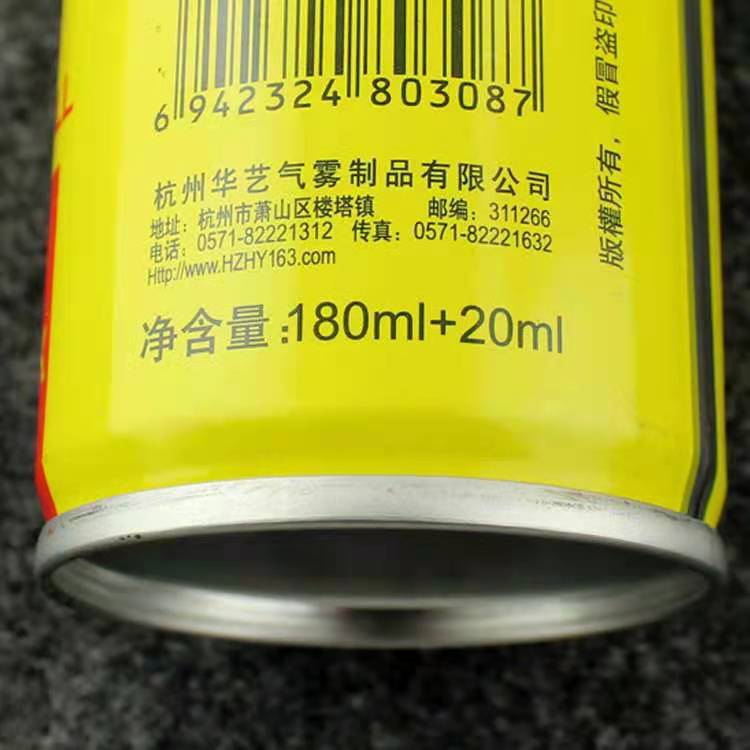 6 942324 803087
杭州华艺气雾制品有限公司
地址：杭州市萧山区楼塔镇 邮编：311266
电话：0571-82221312 传真：0571-82221632
Http://www.HZHY163.com
净含量:180ml+20ml
版權所有，假冒盗印